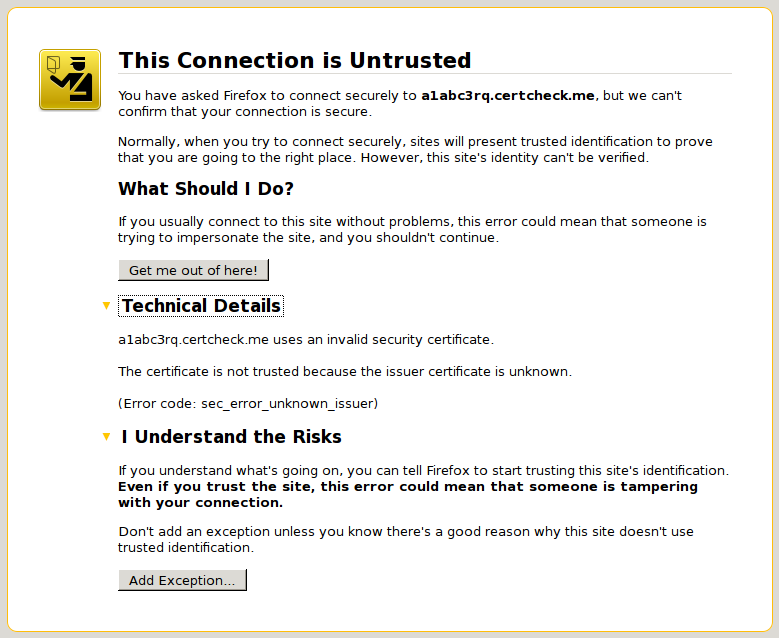 This Connection is Untrusted
You have asked Firefox to connect securely to a1abc3rq.certcheck.me, but we can't
confirm that your connection is secure.
Normally, when you try to connect securely, sites will present trusted identification to prove
that you are going to the right place. However, this site's identity can't be verified.
What Should I Do?
If you usually connect to this site without problems, this error could mean that someone is
trying to impersonate the site, and you shouldn't continue.
Get me out of here!
Technical Details
a1abc3rq.certcheck.me uses an invalid security certificate.
The certificate is not trusted because the issuer certificate is unknown.
(Error code: sec_error_unknown_issuer)
I Understand the Risks
If you understand what's going on, you can tell Firefox to start trusting this site's identification.
Even if you trust the site, this error could mean that someone is tampering
with your connection.
Don't add an exception unless you know there's a good reason why this site doesn't use
trusted identification.
Add Exception...